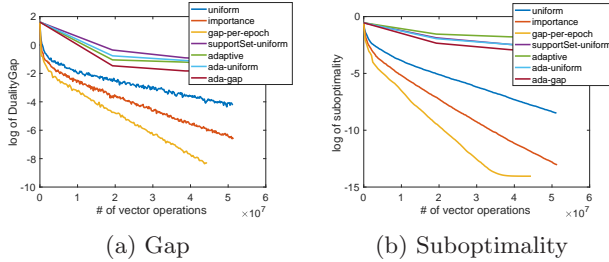 2
0
-2
-4
-6
-8
-10
log of DualityGap
0 1 2 3 4 5 6
# of vector operations
×10^7
uniform
importance
gap-per-epoch
supportSet-uniform
adaptive
ada-uniform
ada-gap
(a) Gap
0
-5
-10
-15
log of suboptimality
0 1 2 3 4 5 6
# of vector operations
×10^7
uniform
importance
gap-per-epoch
supportSet-uniform
adaptive
ada-uniform
ada-gap
(b) Suboptimality